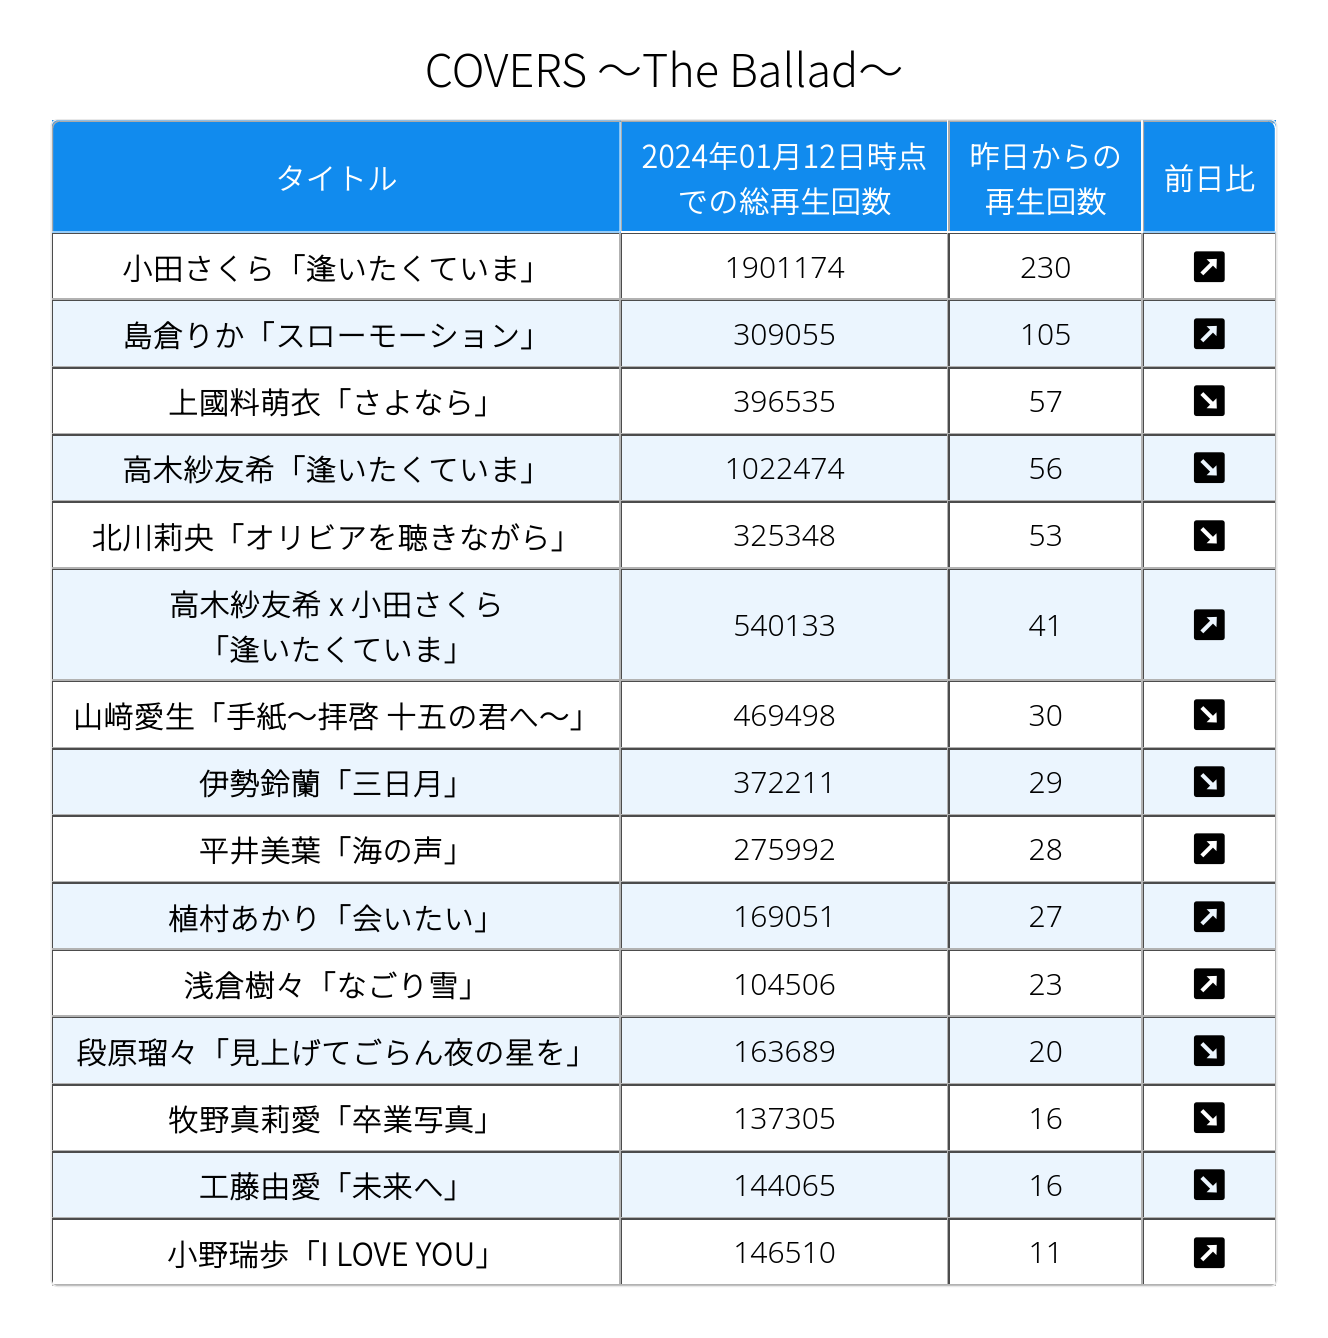 COVERS ～The Ballad～
タイトル
2024年01月12日時点
での総再生回数
昨日からの
再生回数
前日比
小田さくら「逢いたくていま」 1901174 230
島倉りか「スローモーション」 309055 105
上國料萌衣「さよなら」 396535 57
高木紗友希「逢いたくていま」 1022474 56
北川莉央「オリビアを聴きながら」 325348 53
高木紗友希 x 小田さくら
「逢いたくていま」 540133 41
山﨑愛生「手紙～拝啓 十五の君へ～」 469498 30
伊勢鈴蘭「三日月」 372211 29
平井美葉「海の声」 275992 28
植村あかり「会いたい」 169051 27
浅倉樹々「なごり雪」 104506 23
段原瑠々「見上げてごらん夜の星を」 163689 20
牧野真莉愛「卒業写真」 137305 16
工藤由愛「未来へ」 144065 16
小野瑞歩「I LOVE YOU」 146510 11